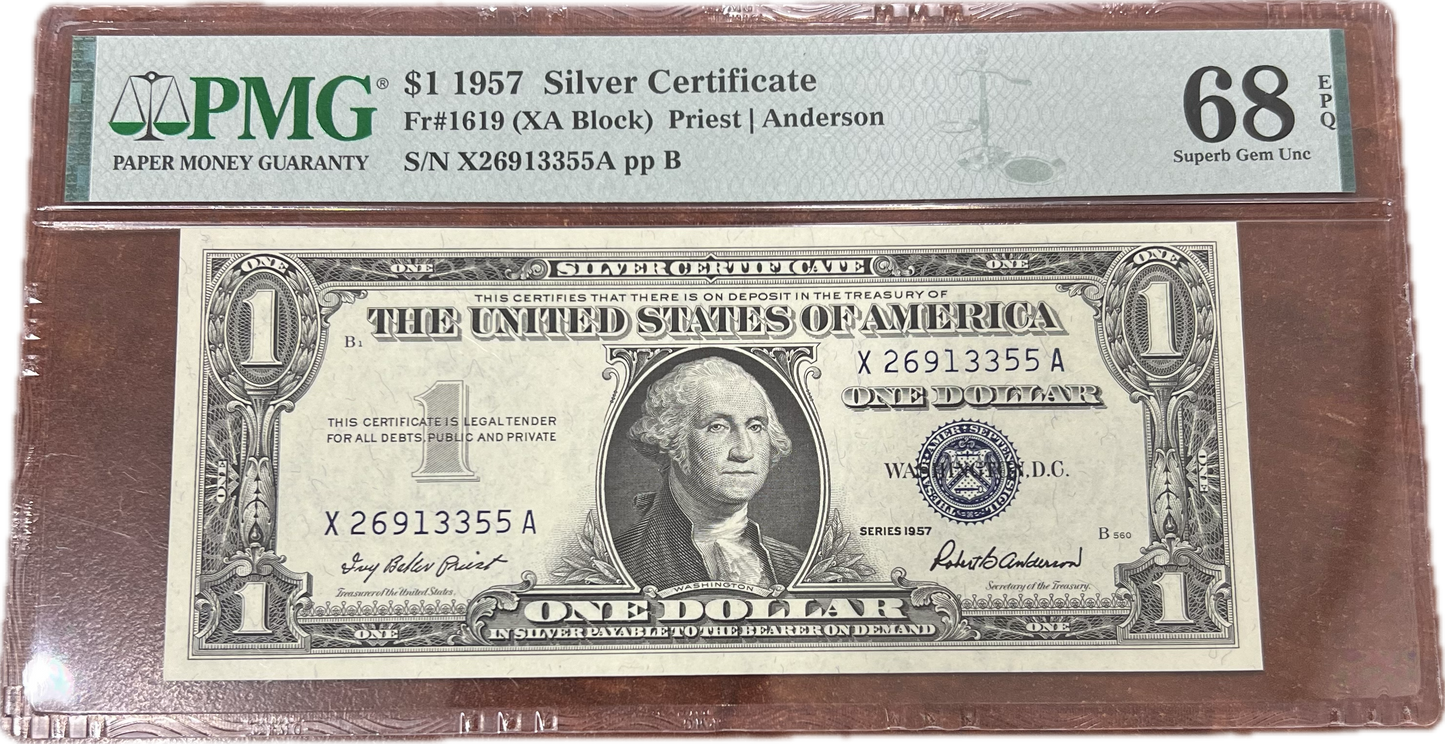 PMG®
PAPER MONEY GUARANTY
$1 1957 Silver Certificate
Fr#1619 (XA Block) Priest | Anderson
S/N X26913355A pp B
68
EPQ
Superb Gem Unc
ONE
1
ONE
SILVER CERTIFICATE
ONE
ONE
1
THIS CERTIFIES THAT THERE IS ON DEPOSIT IN THE TREASURY OF
THE UNITED STATES OF AMERICA
B1
X 26913355 A
ONE DOLLAR
1
THIS CERTIFICATE IS LEGAL TENDER
FOR ALL DEBTS, PUBLIC AND PRIVATE
WASHINGTON, D.C.
ONE
ONE
X 26913355 A
SERIES 1957
B 560
Ivy Baker Priest
Treasurer of the United States.
Robert B Anderson
Secretary of the Treasury.
WASHINGTON
1
ONE DOLLAR
1
ONE
IN SILVER PAYABLE TO THE BEARER ON DEMAND
ONE